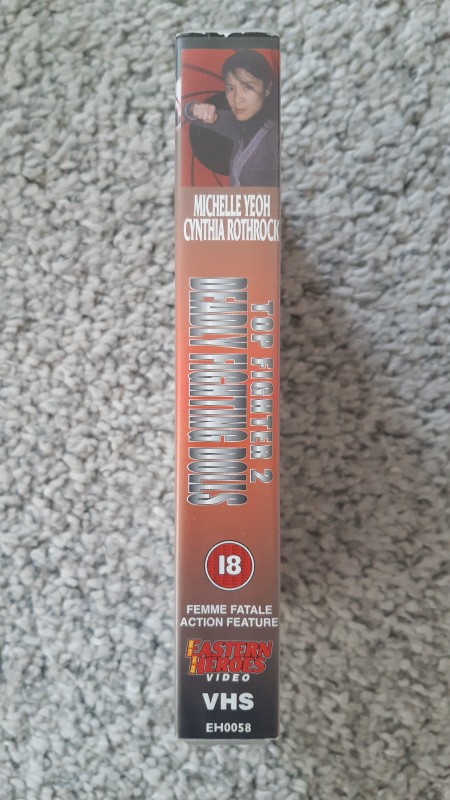 MICHELLE YEOH
CYNTHIA ROTHROCK
TOP FIGHTER 2
DEADLY FIGHTING DOLLS
18
FEMME FATALE
ACTION FEATURE
EASTERN
HEROES
VIDEO
VHS
EH0058